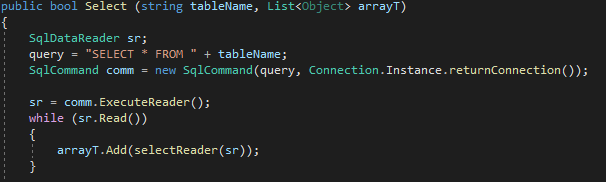 public bool Select (string tableName, List<Object> arrayT)
{
SqlDataReader sr;
query = "SELECT * FROM " + tableName;
SqlCommand comm = new SqlCommand(query, Connection.Instance.returnConnection());
sr = comm.ExecuteReader();
while (sr.Read())
{
arrayT.Add(selectReader(sr));
}